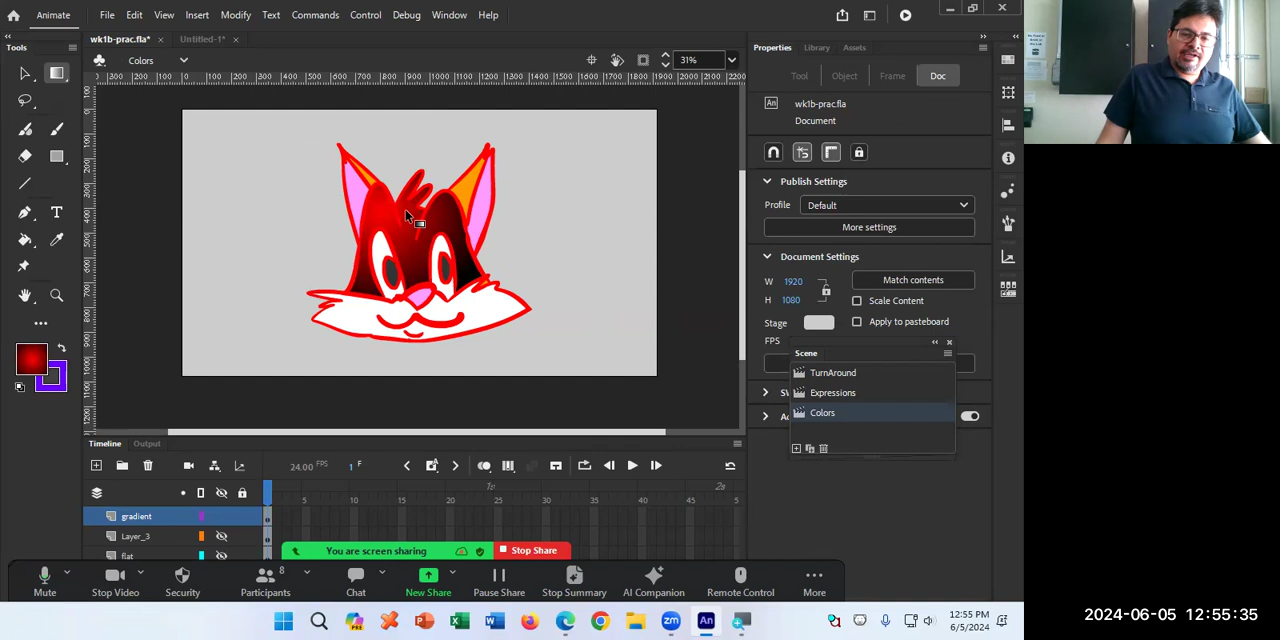 Animate
File Edit View Insert Modify Text Commands Control Debug Window Help
wk1b-prac.fla* × Untitled-1* ×
Tools
Colors
31%
Properties Library Assets
Tool Object Frame Doc
An wk1b-prac.fla
Document
Publish Settings
Profile Default
More settings
Document Settings
W 1920 Match contents
H 1080 Scale Content
Stage Apply to pasteboard
FPS
Scene
TurnAround
Expressions
Colors
Timeline Output
24.00 FPS 1 F
1s 2s
5 10 15 20 25 30 35 40 45 5
gradient
Layer_3
flat
You are screen sharing Stop Share
Mute Stop Video Security Participants 8 Chat New Share Pause Share Stop Summary AI Companion Remote Control More
12:55 PM
6/5/2024
2024-06-05 12:55:35